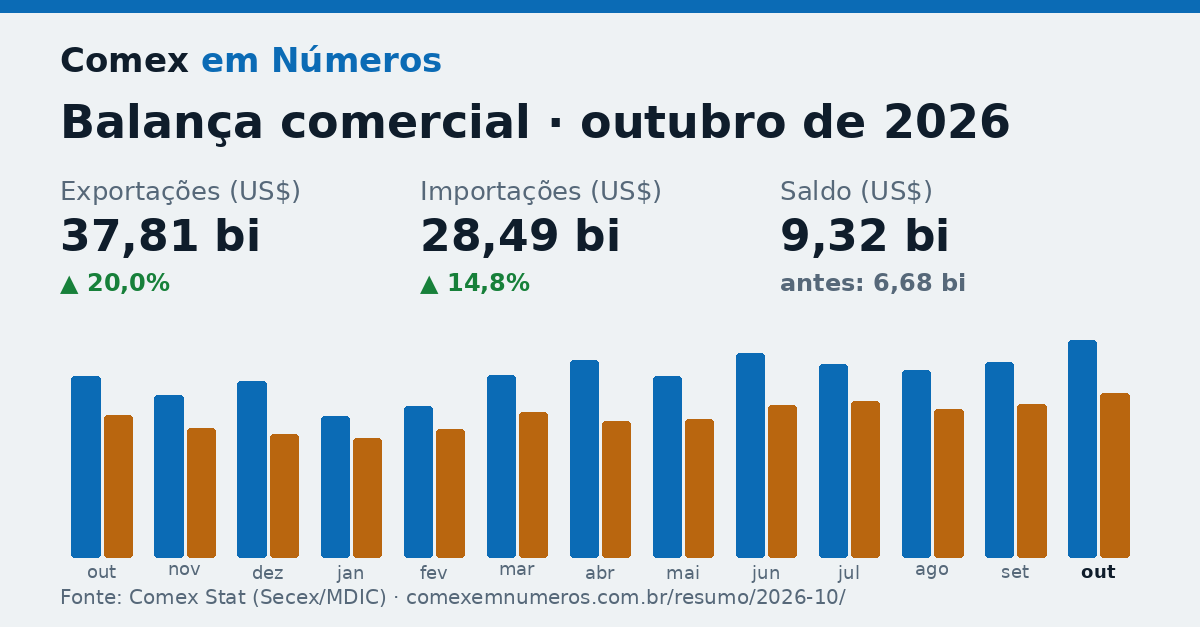 Comex em Números
Balança comercial · outubro de 2026
Exportações (US$) Importações (US$) Saldo (US$)
37,81 bi 28,49 bi 9,32 bi
▲ 20,0% ▲ 14,8% antes: 6,68 bi
out nov dez jan fev mar abr mai jun jul ago set out
Fonte: Comex Stat (Secex/MDIC) · comexemnumeros.com.br/resumo/2026-10/